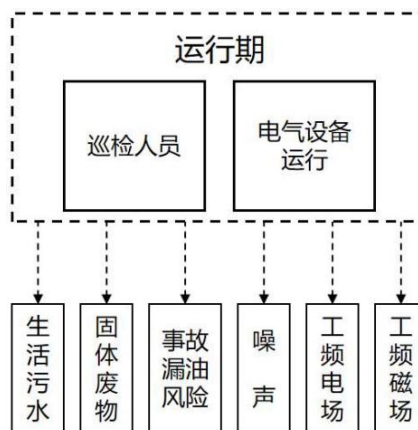 运行期
巡检人员
电气设备
运行
生活污水
固体废物
事故
漏油
风险
噪声
工频电场
工频磁场